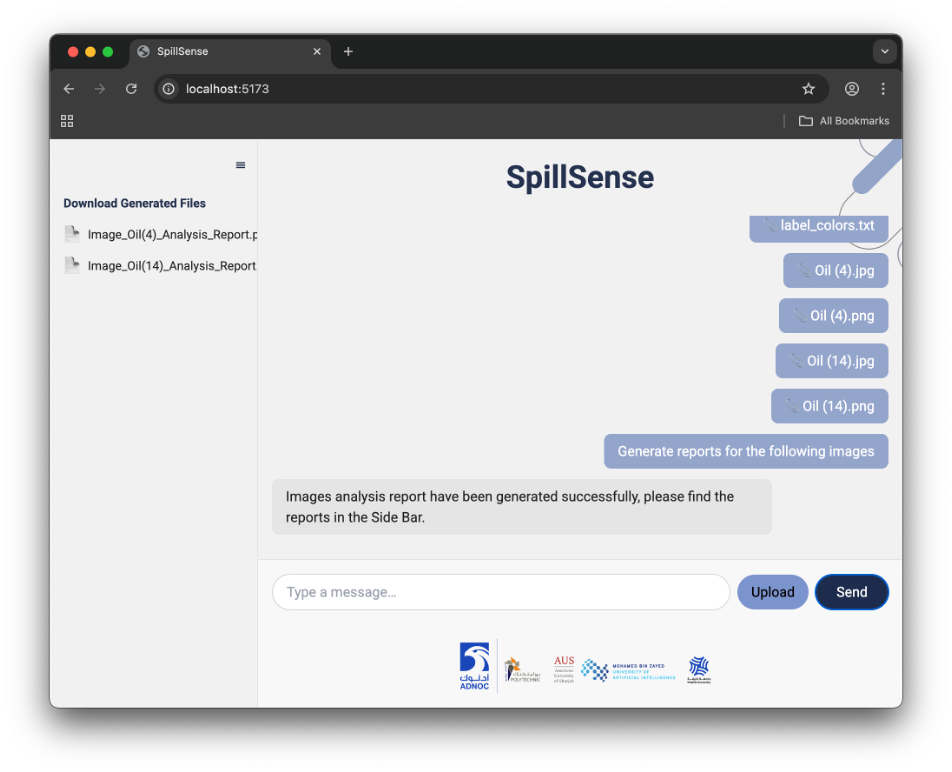 SpillSense
localhost:5173
All Bookmarks
Download Generated Files
Image_Oil(4)_Analysis_Report.p
Image_Oil(14)_Analysis_Report
SpillSense
label_colors.txt
Oil (4).jpg
Oil (4).png
Oil (14).jpg
Oil (14).png
Generate reports for the following images
Images analysis report have been generated successfully, please find the
reports in the Side Bar.
Type a message...
Upload
Send
أدنوك
ADNOC
POLYTECHNIC
AUS
American
University
of Sharjah
MOHAMED BIN ZAYED
UNIVERSITY OF
ARTIFICIAL INTELLIGENCE